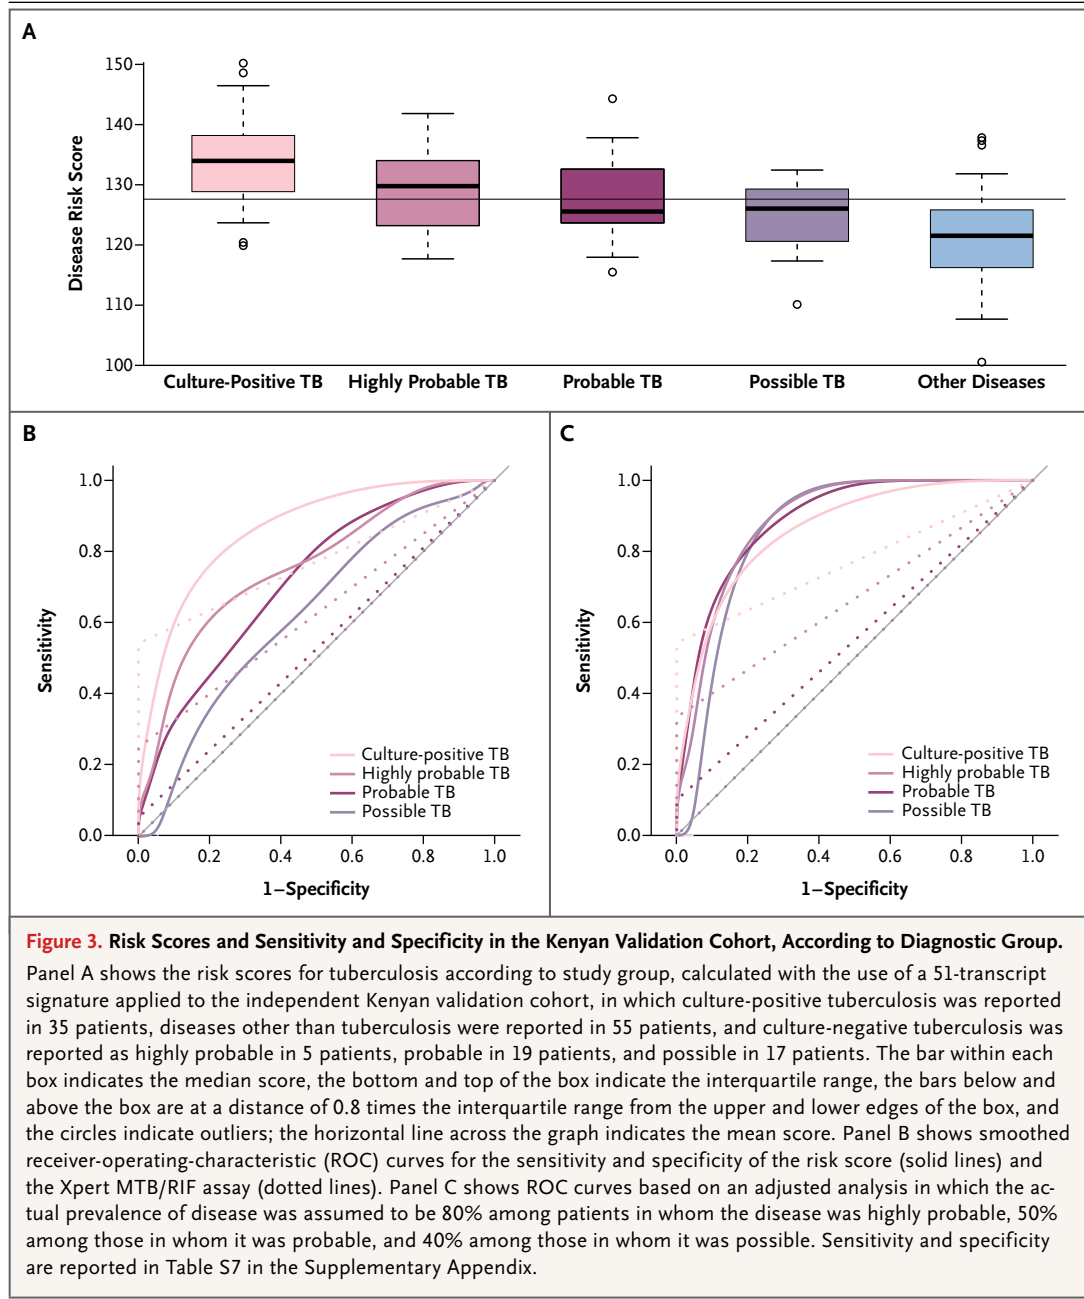 A
150
140
130
120
110
100
Disease Risk Score
Culture-Positive TB
Highly Probable TB
Probable TB
Possible TB
Other Diseases
B
1.0
0.8
0.6
0.4
0.2
0.0
Sensitivity
Culture-positive TB
Highly probable TB
Probable TB
Possible TB
0.0 0.2 0.4 0.6 0.8 1.0
1–Specificity
C
1.0
0.8
0.6
0.4
0.2
0.0
Sensitivity
Culture-positive TB
Highly probable TB
Probable TB
Possible TB
0.0 0.2 0.4 0.6 0.8 1.0
1–Specificity
Figure 3. Risk Scores and Sensitivity and Specificity in the Kenyan Validation Cohort, According to Diagnostic Group.
Panel A shows the risk scores for tuberculosis according to study group, calculated with the use of a 51-transcript
signature applied to the independent Kenyan validation cohort, in which culture-positive tuberculosis was reported
in 35 patients, diseases other than tuberculosis were reported in 55 patients, and culture-negative tuberculosis was
reported as highly probable in 5 patients, probable in 19 patients, and possible in 17 patients. The bar within each
box indicates the median score, the bottom and top of the box indicate the interquartile range, the bars below and
above the box are at a distance of 0.8 times the interquartile range from the upper and lower edges of the box, and
the circles indicate outliers; the horizontal line across the graph indicates the mean score. Panel B shows smoothed
receiver-operating-characteristic (ROC) curves for the sensitivity and specificity of the risk score (solid lines) and
the Xpert MTB/RIF assay (dotted lines). Panel C shows ROC curves based on an adjusted analysis in which the ac-
tual prevalence of disease was assumed to be 80% among patients in whom the disease was highly probable, 50%
among those in whom it was probable, and 40% among those in whom it was possible. Sensitivity and specificity
are reported in Table S7 in the Supplementary Appendix.